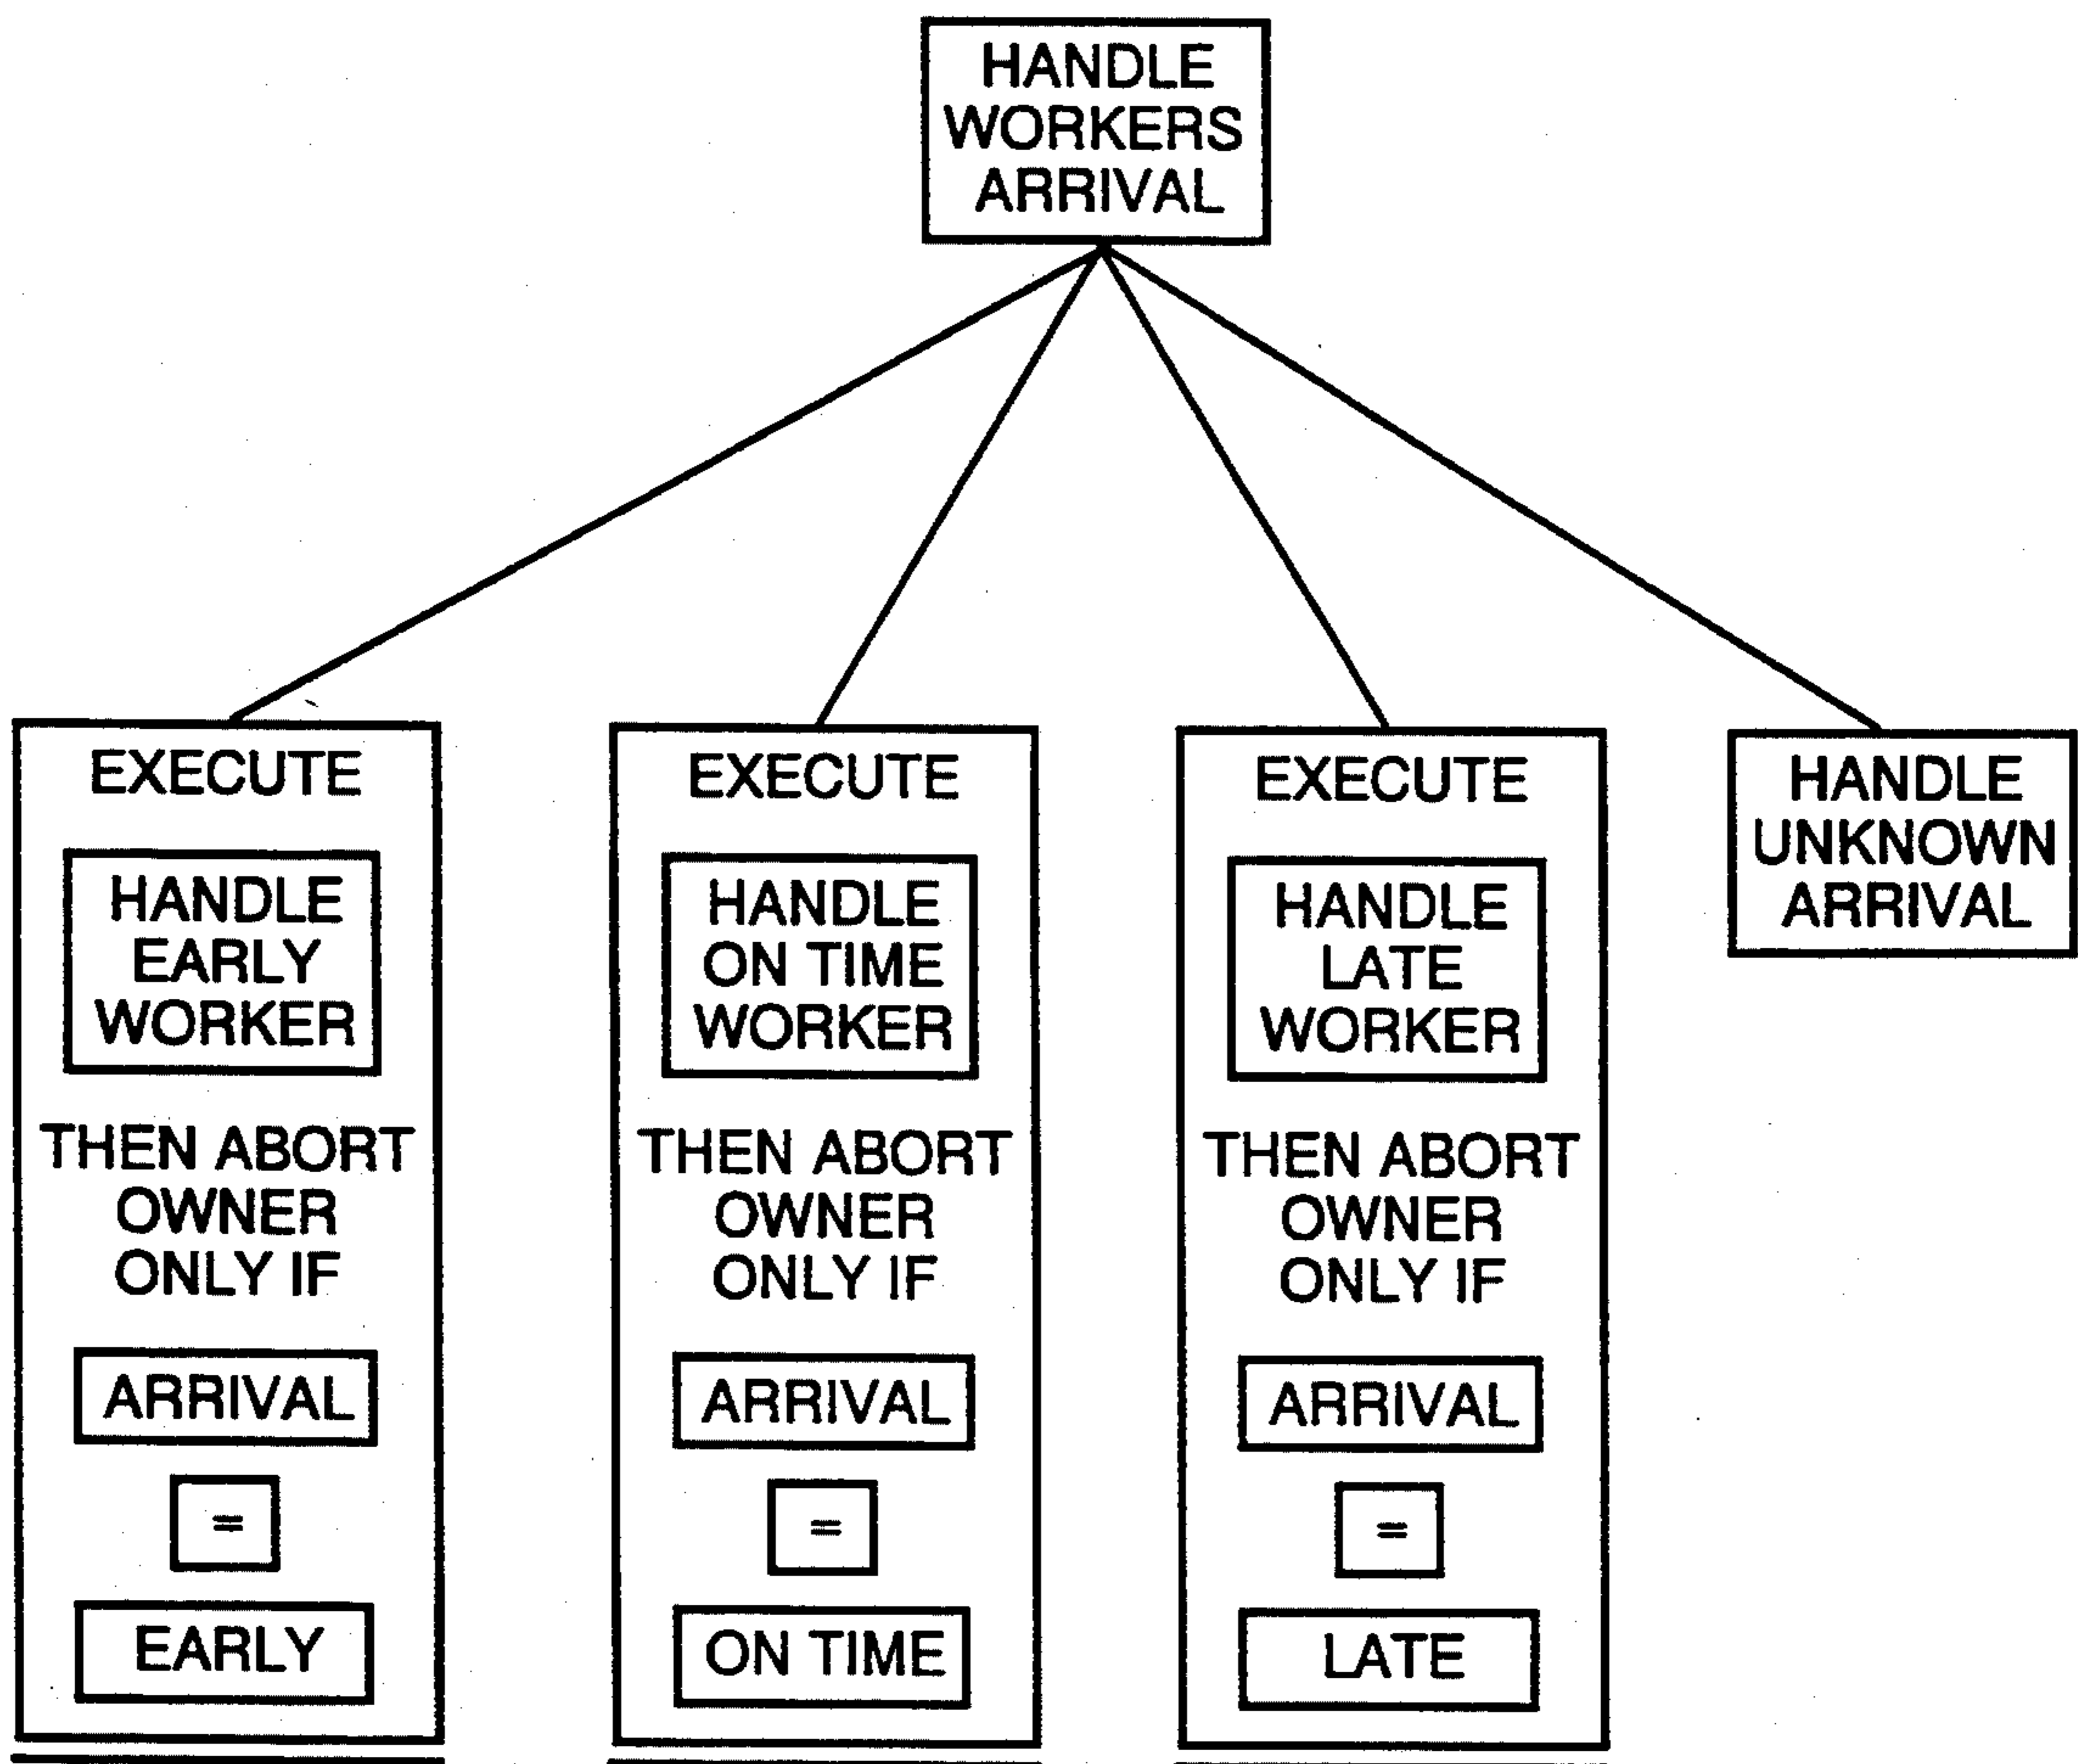 HANDLE
WORKERS
ARRIVAL
EXECUTE
HANDLE
EARLY
WORKER
THEN ABORT
OWNER
ONLY IF
ARRIVAL
=
EARLY
EXECUTE
HANDLE
ON TIME
WORKER
THEN ABORT
OWNER
ONLY IF
ARRIVAL
=
ON TIME
EXECUTE
HANDLE
LATE
WORKER
THEN ABORT
OWNER
ONLY IF
ARRIVAL
=
LATE
HANDLE
UNKNOWN
ARRIVAL